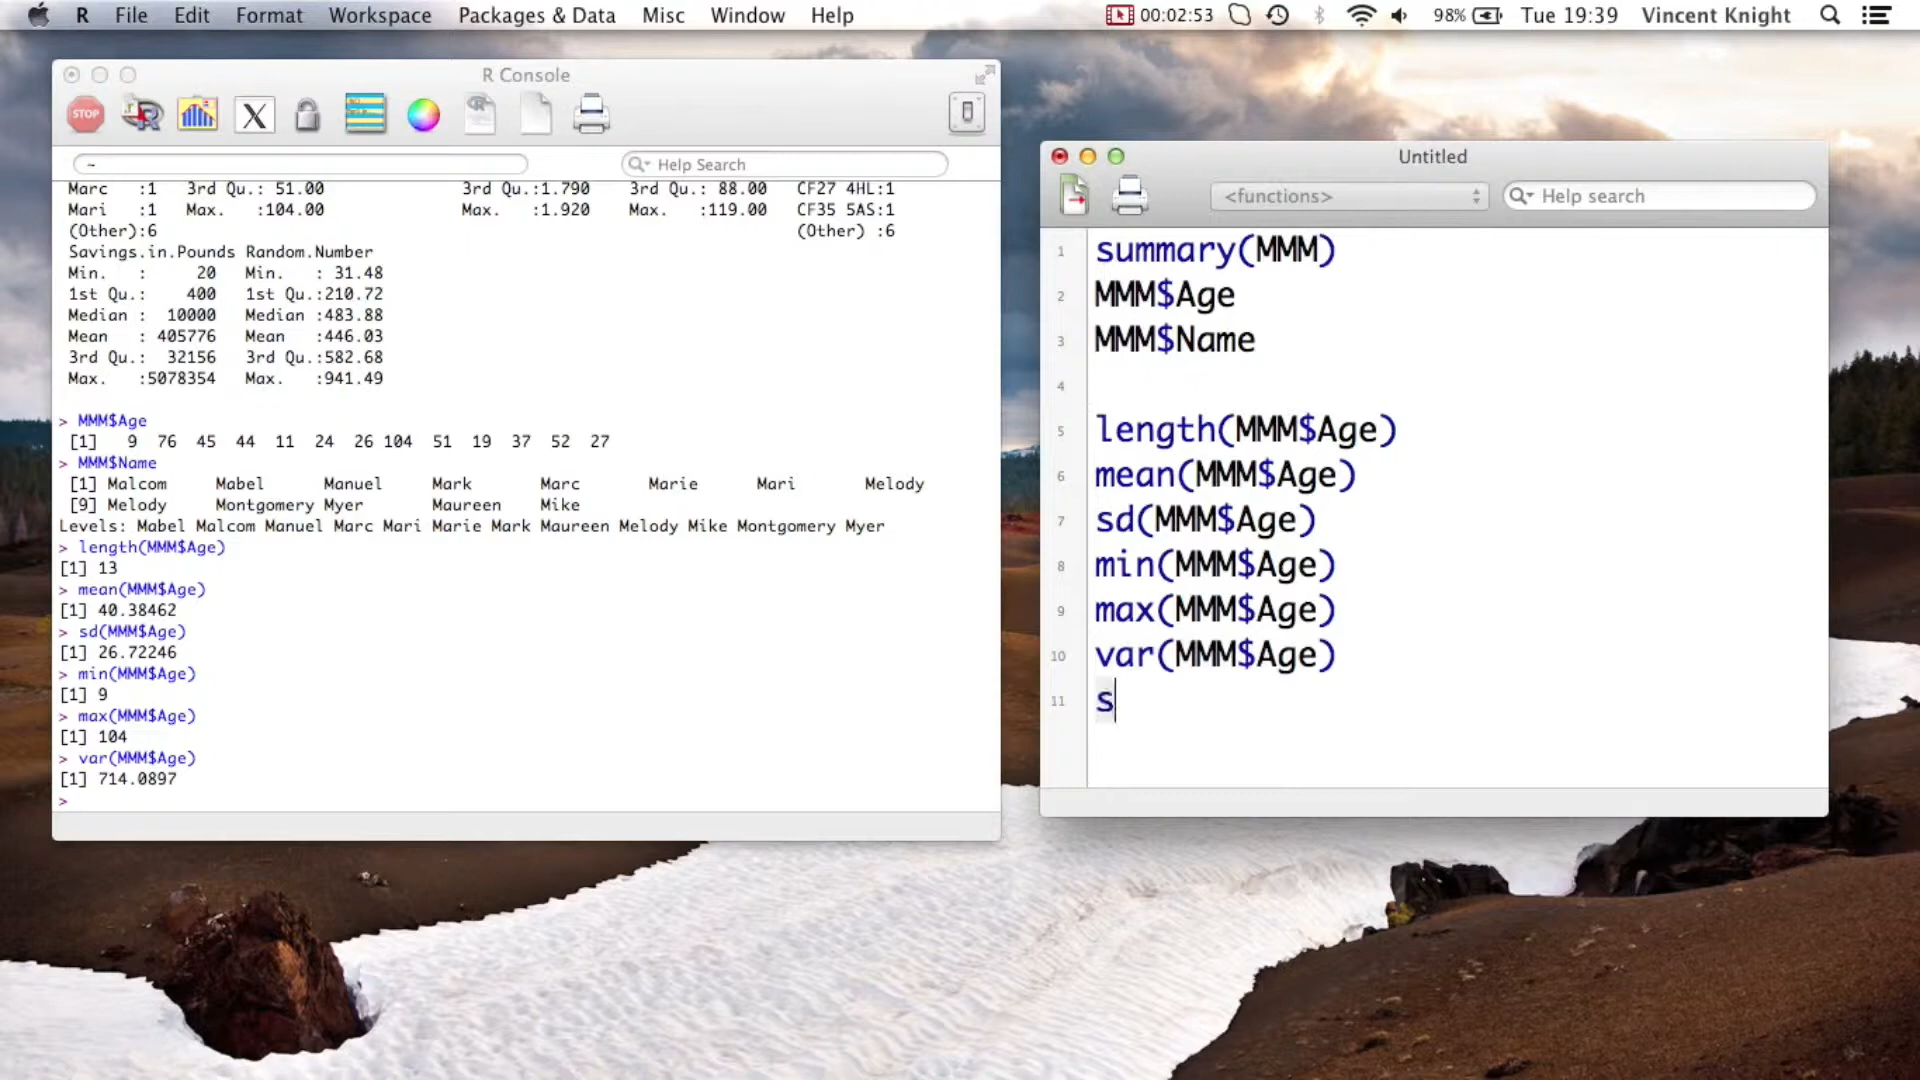 R File Edit Format Workspace Packages & Data Misc Window Help 00:02:53 98% Tue 19:39 Vincent Knight
R Console
STOP
~ Help Search
Marc :1 3rd Qu.: 51.00 3rd Qu.:1.790 3rd Qu.: 88.00 CF27 4HL:1
Mari :1 Max. :104.00 Max. :1.920 Max. :119.00 CF35 5AS:1
(Other):6 (Other) :6
Savings.in.Pounds Random.Number
Min. : 20 Min. : 31.48
1st Qu.: 400 1st Qu.:210.72
Median : 10000 Median :483.88
Mean : 405776 Mean :446.03
3rd Qu.: 32156 3rd Qu.:582.68
Max. :5078354 Max. :941.49
> MMM$Age
[1] 9 76 45 44 11 24 26 104 51 19 37 52 27
> MMM$Name
[1] Malcom Mabel Manuel Mark Marc Marie Mari Melody
[9] Melody Montgomery Myer Maureen Mike
Levels: Mabel Malcom Manuel Marc Mari Marie Mark Maureen Melody Mike Montgomery Myer
> length(MMM$Age)
[1] 13
> mean(MMM$Age)
[1] 40.38462
> sd(MMM$Age)
[1] 26.72246
> min(MMM$Age)
[1] 9
> max(MMM$Age)
[1] 104
> var(MMM$Age)
[1] 714.0897
>
Untitled
<functions> Help search
1 summary(MMM)
2 MMM$Age
3 MMM$Name
4
5 length(MMM$Age)
6 mean(MMM$Age)
7 sd(MMM$Age)
8 min(MMM$Age)
9 max(MMM$Age)
10 var(MMM$Age)
11 s